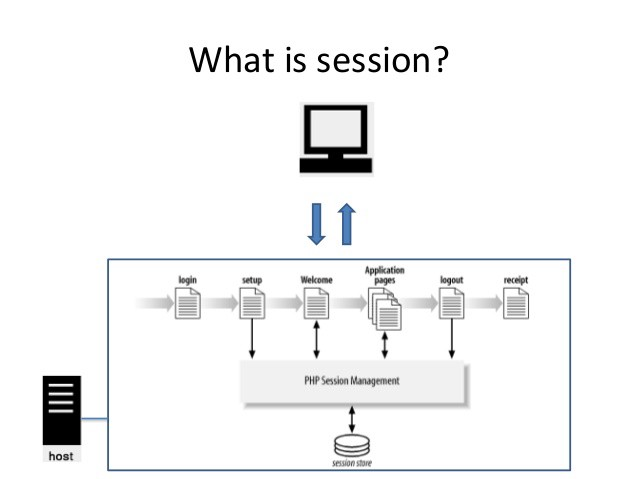 What is session?
login
setup
Welcome
Application
pages
logout
receipt
PHP Session Management
host
session store